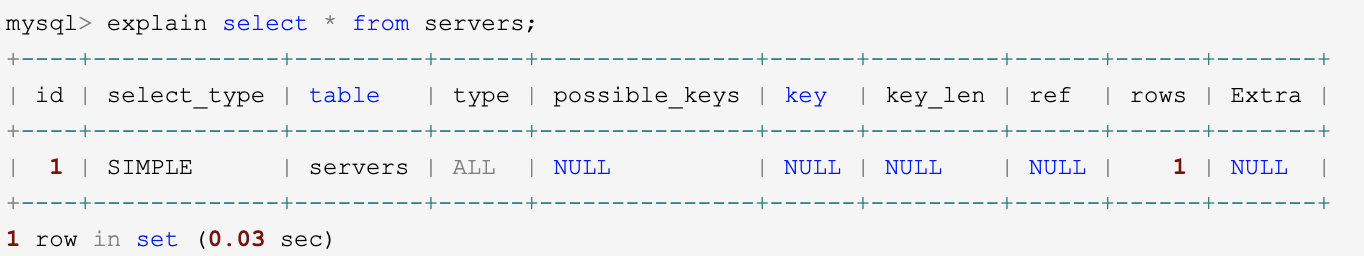 mysql> explain select * from servers;
+----+-------------+---------+------+---------------+------+---------+------+------+-------+
| id | select_type | table   | type | possible_keys | key  | key_len | ref  | rows | Extra |
+----+-------------+---------+------+---------------+------+---------+------+------+-------+
|  1 | SIMPLE      | servers | ALL  | NULL          | NULL | NULL    | NULL |    1 | NULL  |
+----+-------------+---------+------+---------------+------+---------+------+------+-------+
1 row in set (0.03 sec)